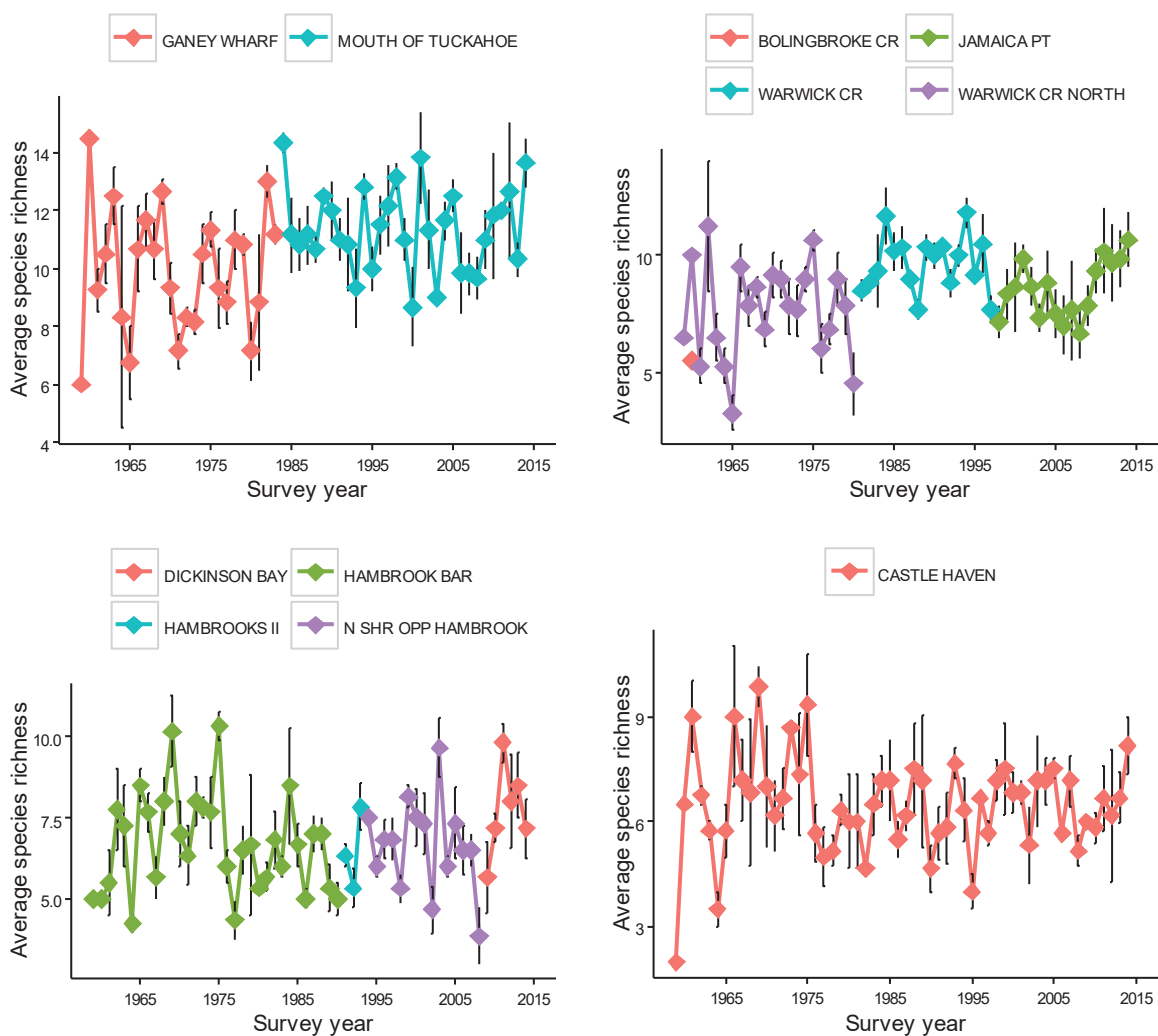 GANEY WHARF MOUTH OF TUCKAHOE
Average species richness
14
12
10
8
6
4
1965 1975 1985 1995 2005 2015
Survey year
BOLINGBROKE CR JAMAICA PT
WARWICK CR WARWICK CR NORTH
Average species richness
10
5
1965 1975 1985 1995 2005 2015
Survey year
DICKINSON BAY HAMBROOK BAR
HAMBROOKS II N SHR OPP HAMBROOK
Average species richness
10.0
7.5
5.0
1965 1975 1985 1995 2005 2015
Survey year
CASTLE HAVEN
Average species richness
9
6
3
1965 1975 1985 1995 2005 2015
Survey year